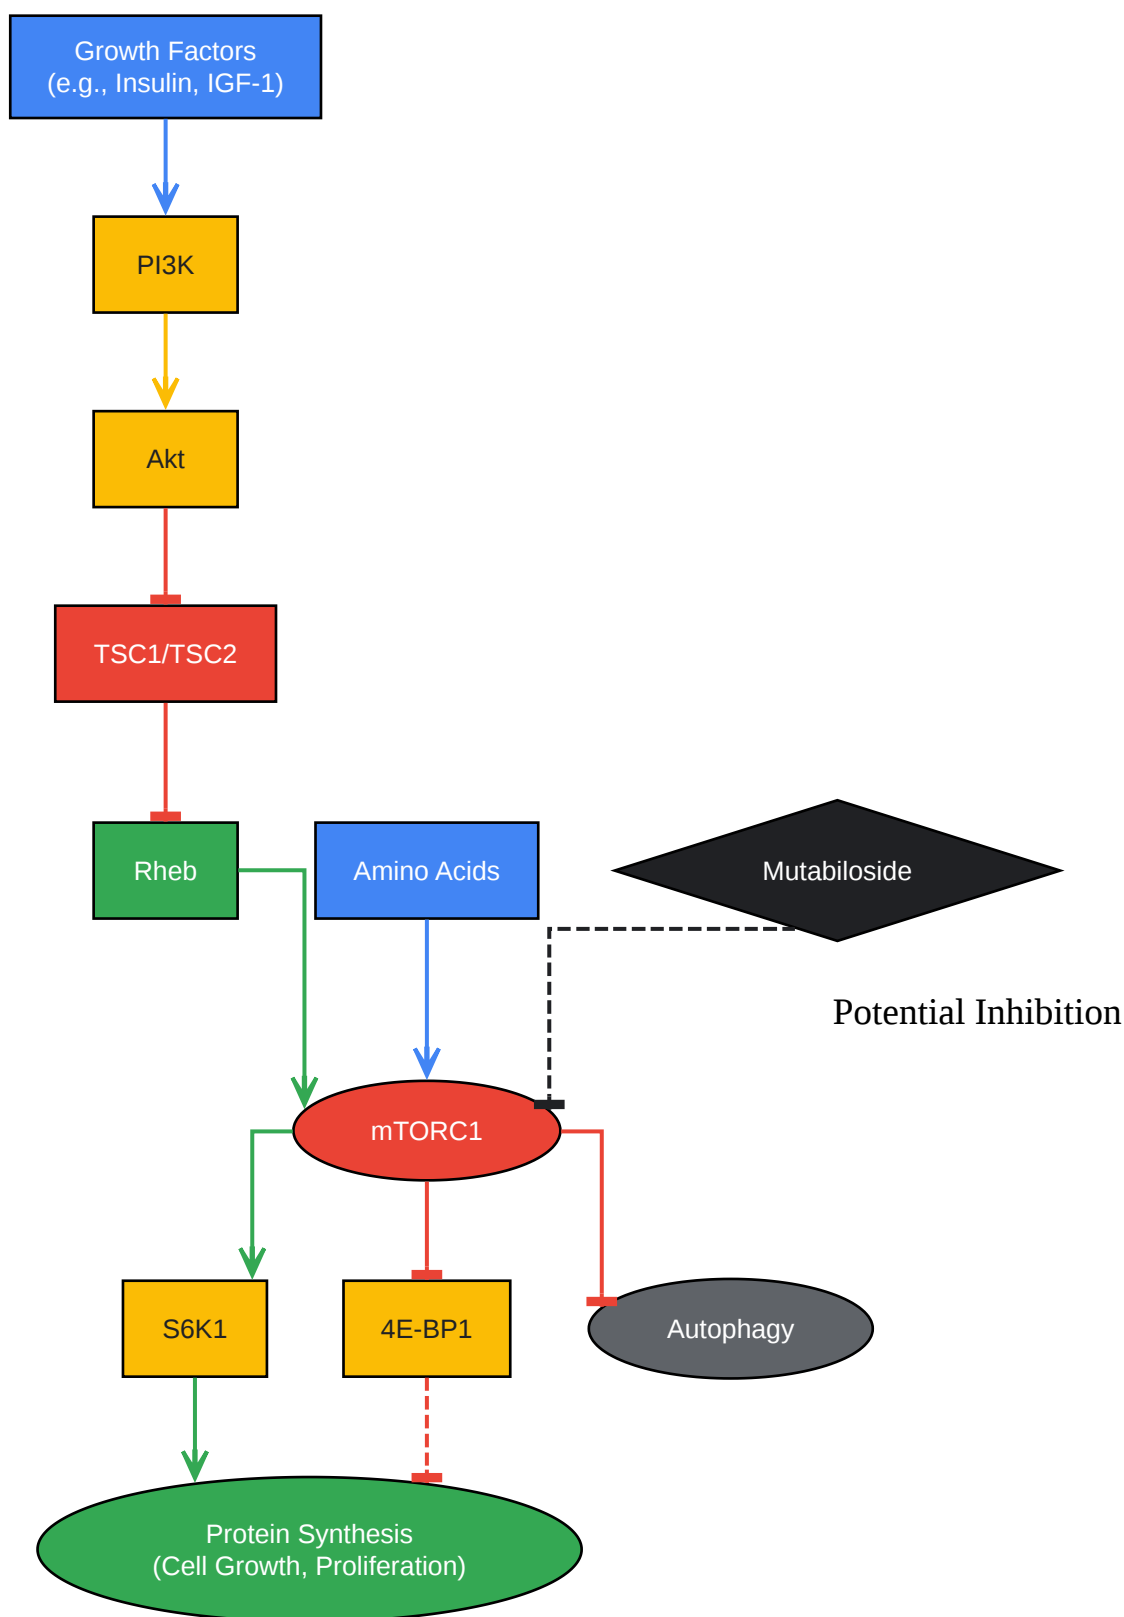 Growth Factors
(e.g., Insulin, IGF-1)
PI3K
Akt
TSC1/TSC2
Rheb
Amino Acids
Mutabiloside
Potential Inhibition
mTORC1
S6K1
4E-BP1
Autophagy
Protein Synthesis
(Cell Growth, Proliferation)